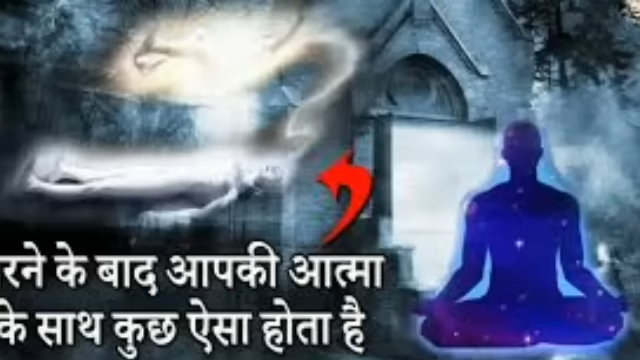 रने के बाद आपकी आत्मा
के साथ कुछ ऐसा होता है